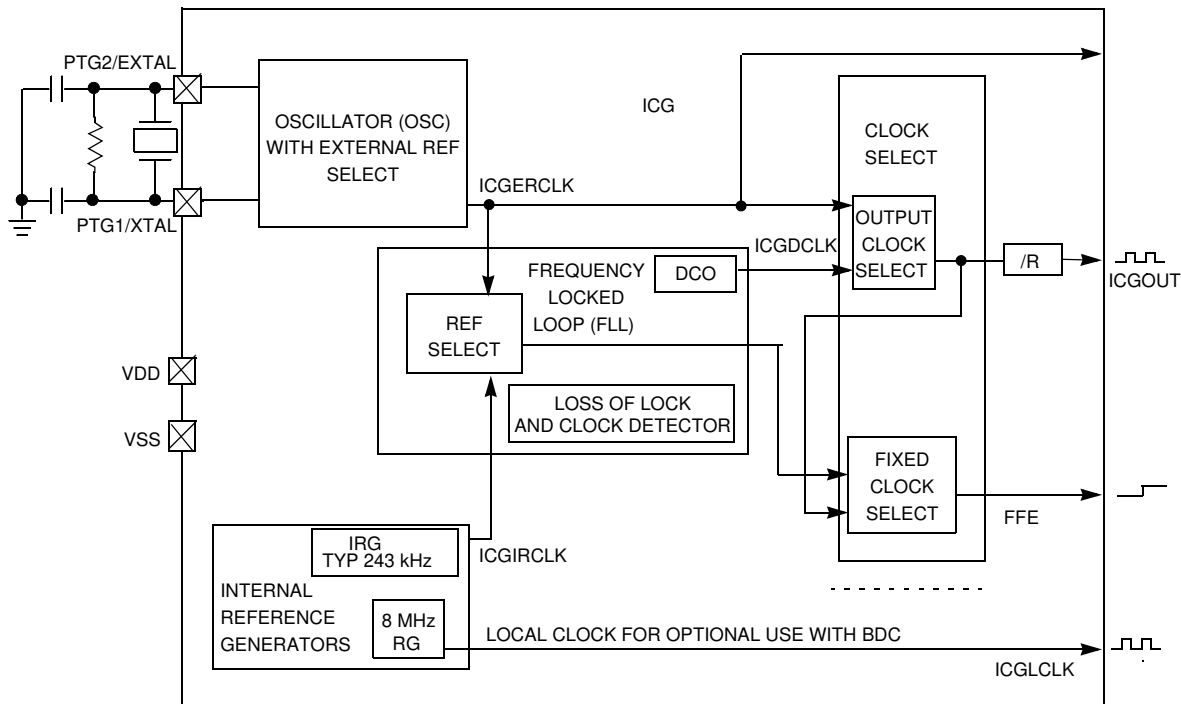 PTG2/EXTAL
OSCILLATOR (OSC)
WITH EXTERNAL REF
SELECT
ICG
CLOCK
SELECT
PTG1/XTAL
ICGERCLK
OUTPUT
CLOCK
SELECT
ICGDCLK
/R
ICGOUT
FREQUENCY
LOCKED
LOOP (FLL)
DCO
REF
SELECT
VDD
LOSS OF LOCK
AND CLOCK DETECTOR
VSS
FIXED
CLOCK
SELECT
FFE
IRG
TYP 243 kHz
ICGIRCLK
INTERNAL
REFERENCE
GENERATORS
8 MHz
RG
LOCAL CLOCK FOR OPTIONAL USE WITH BDC
ICGLCLK